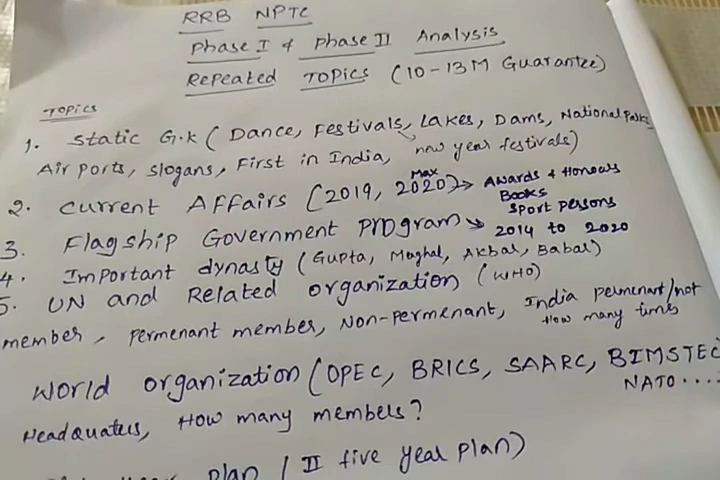 RRB NPTC
Phase I & Phase II Analysis
Repeated Topics (10-13M Guarantee)
Topics
1. Static G.K (Dance, Festivals, Lakes, Dams, National Parks
Air ports, Slogans, First in India, new year festivals)
2. Current Affairs (2019, 2020) Max → Awards & Honours
Books
Sport persons
3. Flagship Government Program → 2014 to 2020
4. Important dynasty (Gupta, Moghal, Akbar, Babar)
5. UN and Related organization (WHO)
member, permenant member, Non-permenant, India permenant/not
How many times
World organization (OPEC, BRICS, SAARC, BIMSTEC
NATO....
Headquaters, How many members?
plan / II five year plan)